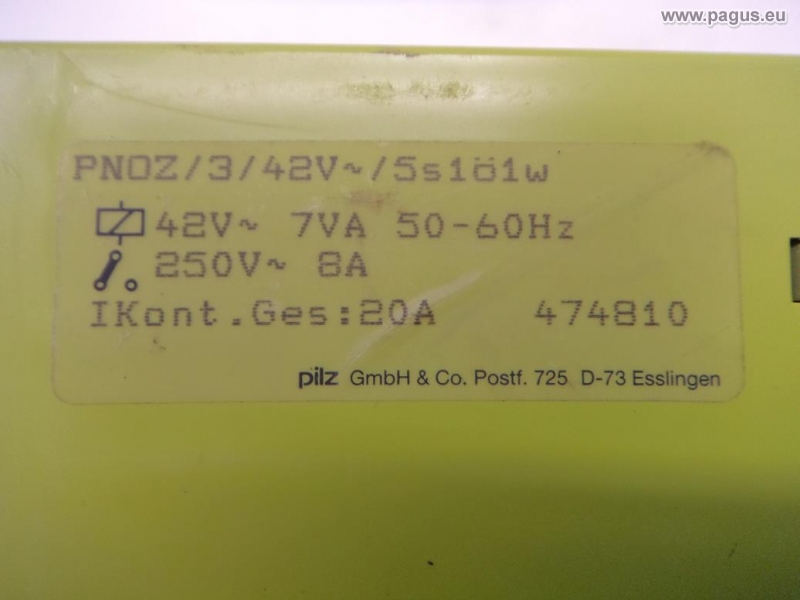 www.pagus.eu
PNOZ/3/42V~/5s1ö1w
42V~ 7VA 50-60Hz
250V~ 8A
IKont.Ges:20A 474810
pilz GmbH & Co. Postf. 725 D-73 Esslingen